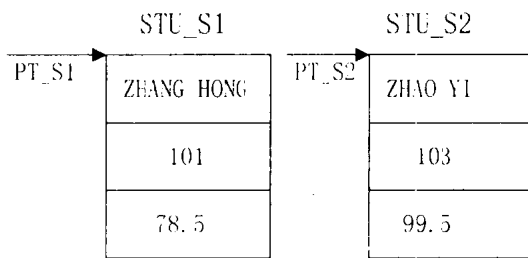 STU_S1 STU_S2
PT_S1 PT_S2
ZHANG HONG ZHAO YI
101 103
78.5 99.5